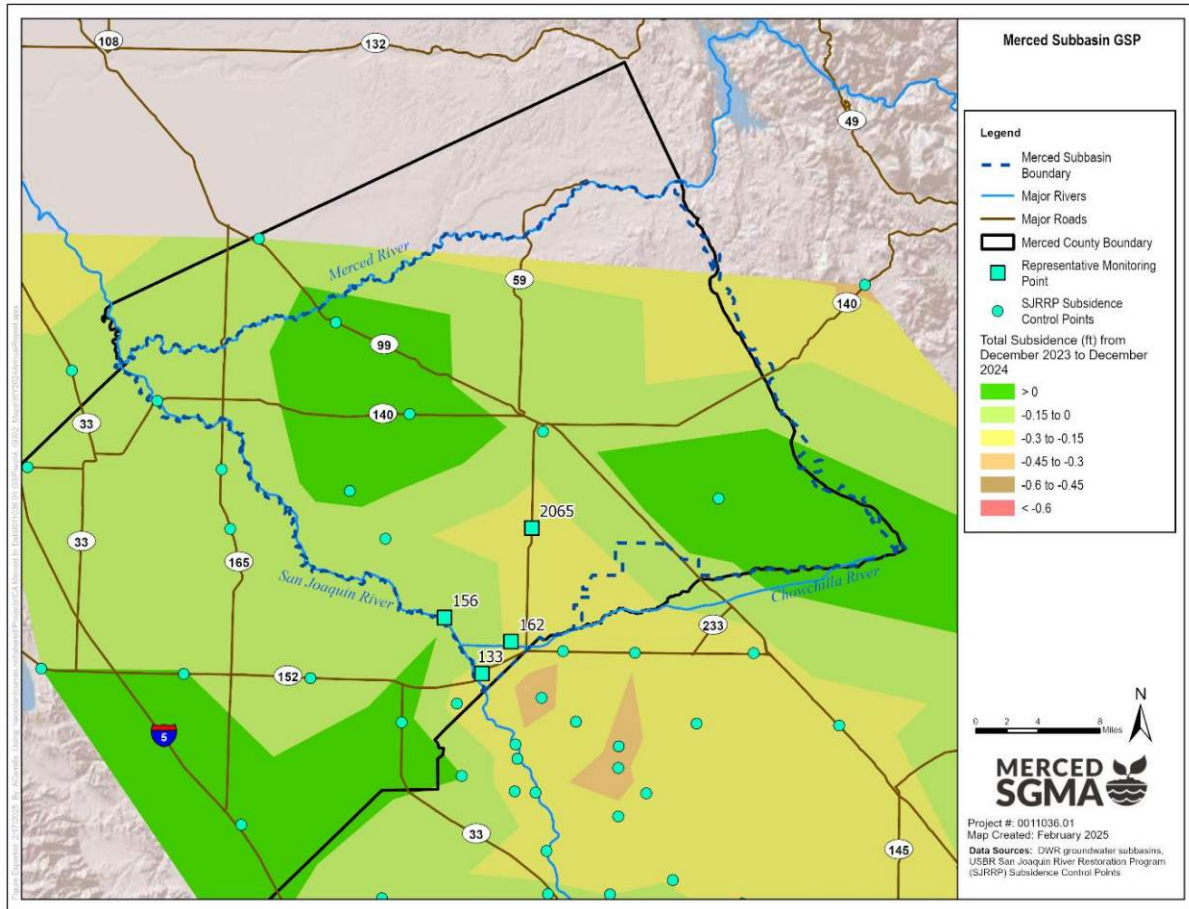 Merced Subbasin GSP
Legend
Merced Subbasin
Boundary
Major Rivers
Major Roads
Merced County Boundary
Representative Monitoring
Point
SJRRP Subsidence
Control Points
Total Subsidence (ft) from
December 2023 to December
2024
> 0
-0.15 to 0
-0.3 to -0.15
-0.45 to -0.3
-0.6 to -0.45
< -0.6
N
0 2 4 8
Miles
MERCED
SGMA
Project #: 0011036.01
Map Created: February 2025
Data Sources: DWR groundwater subbasins,
USBR San Joaquin River Restoration Program
(SJRRP) Subsidence Control Points
108
132
49
Merced River
59
140
99
140
33
2065
33
165
San Joaquin River
156
162
Chowchilla River
233
133
152
5
33
145